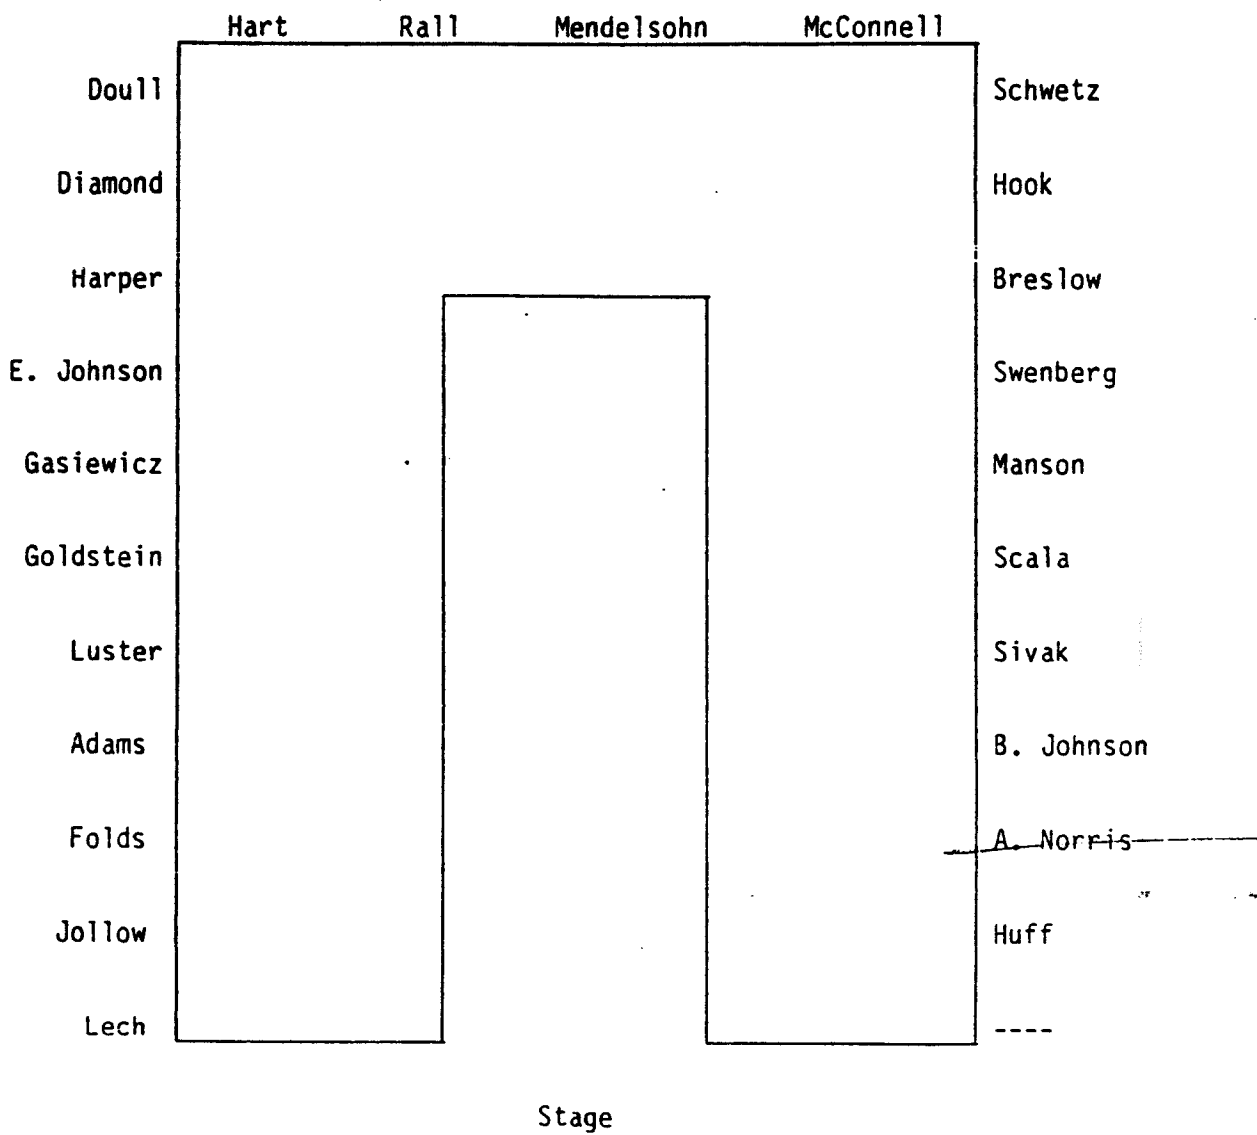 Hart Rall Mendelsohn McConnell
Doull Schwetz
Diamond Hook
Harper Breslow
E. Johnson Swenberg
Gasiewicz Manson
Goldstein Scala
Luster Sivak
Adams B. Johnson
Folds A. Norris
Jollow Huff
Lech ----
Stage